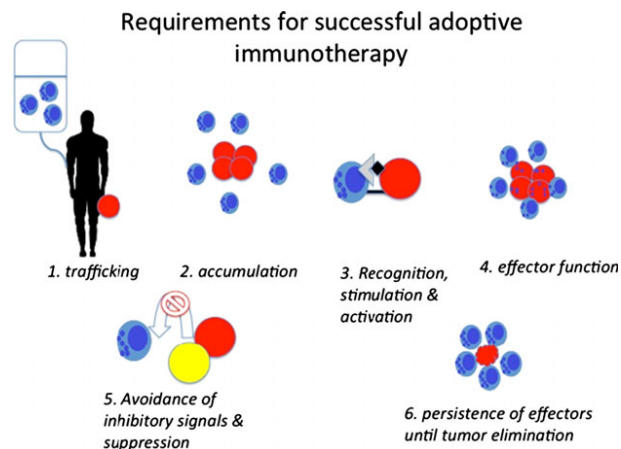 Requirements for successful adoptive
immunotherapy
1. trafficking
2. accumulation
3. Recognition,
stimulation &
activation
4. effector function
5. Avoidance of
inhibitory signals &
suppression
6. persistence of effectors
until tumor elimination